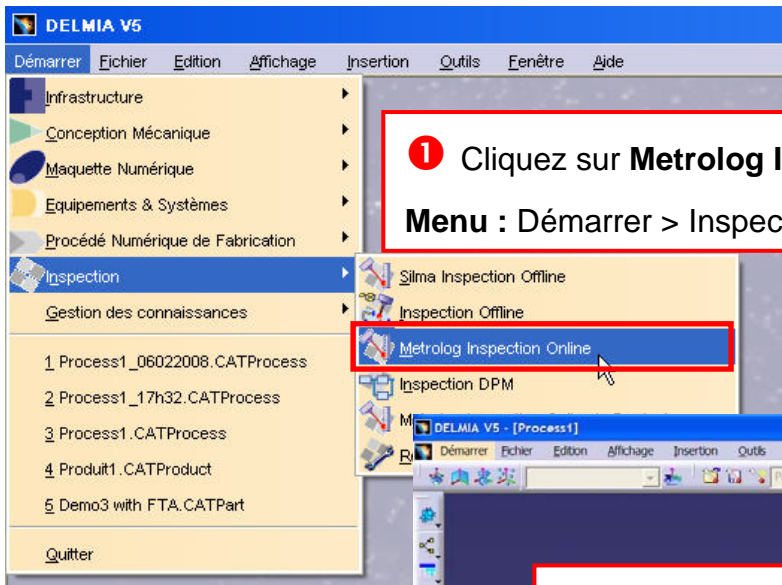 DELMIA V5
Démarrer Fichier Edition Affichage Insertion Outils Fenêtre Aide
Infrastructure
Conception Mécanique
Maquette Numérique
Equipements & Systèmes
Procédé Numérique de Fabrication
Inspection
Gestion des connaissances
1 Process1_06022008.CATProcess
2 Process1_17h32.CATProcess
3 Process1.CATProcess
4 Produit1.CATProduct
5 Demo3 with FTA.CATPart
Quitter
1 Cliquez sur Metrolog I
Menu : Démarrer > Inspec
Silma Inspection Offline
Inspection Offline
Metrolog Inspection Online
Inspection DPM
DELMIA V5 - [Process1]
Démarrer Fichier Edition Affichage Insertion Outils